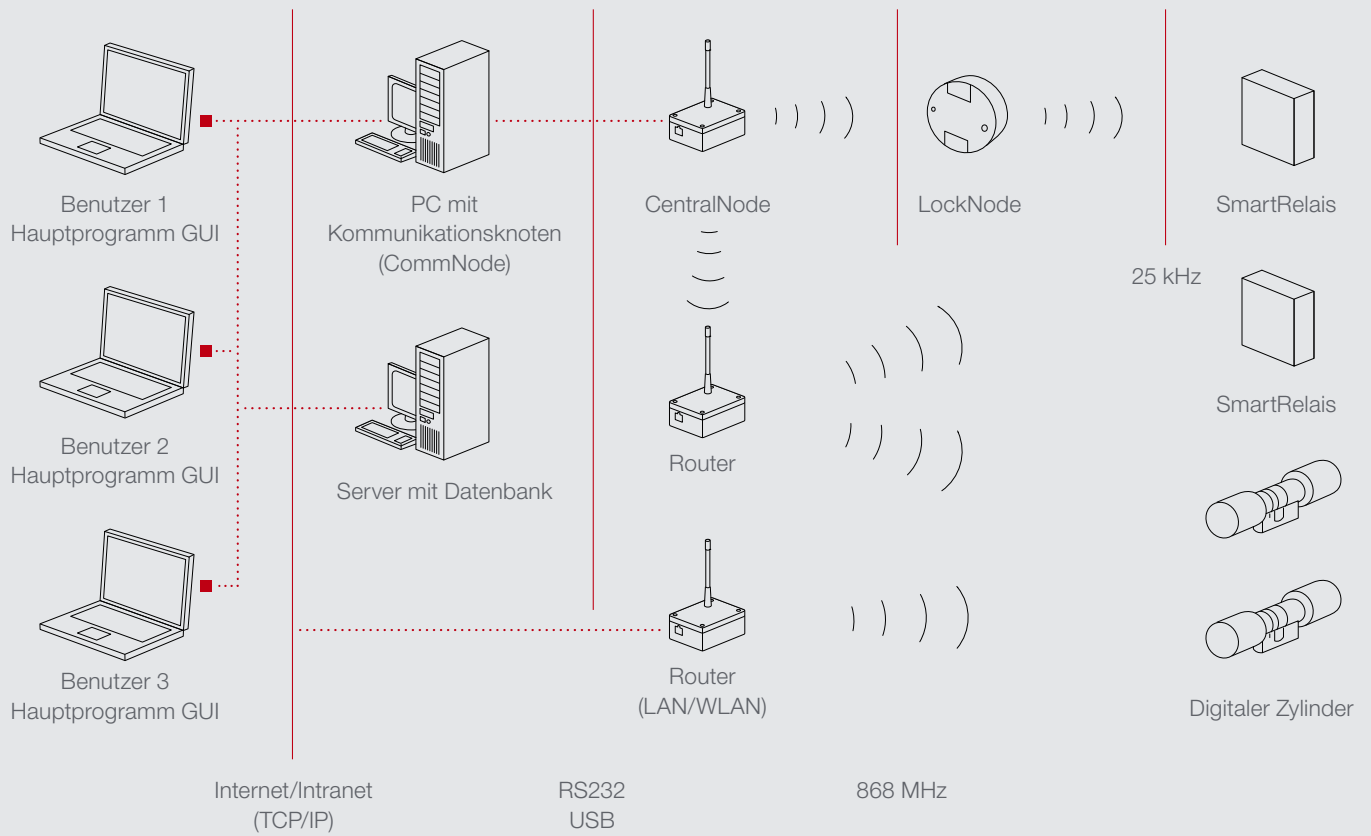 Benutzer 1
Hauptprogramm GUI
PC mit
Kommunikationsknoten
(CommNode)
CentralNode
LockNode
SmartRelais
25 kHz
Benutzer 2
Hauptprogramm GUI
Server mit Datenbank
Router
SmartRelais
Benutzer 3
Hauptprogramm GUI
Router
(LAN/WLAN)
Digitaler Zylinder
Internet/Intranet
(TCP/IP)
RS232
USB
868 MHz